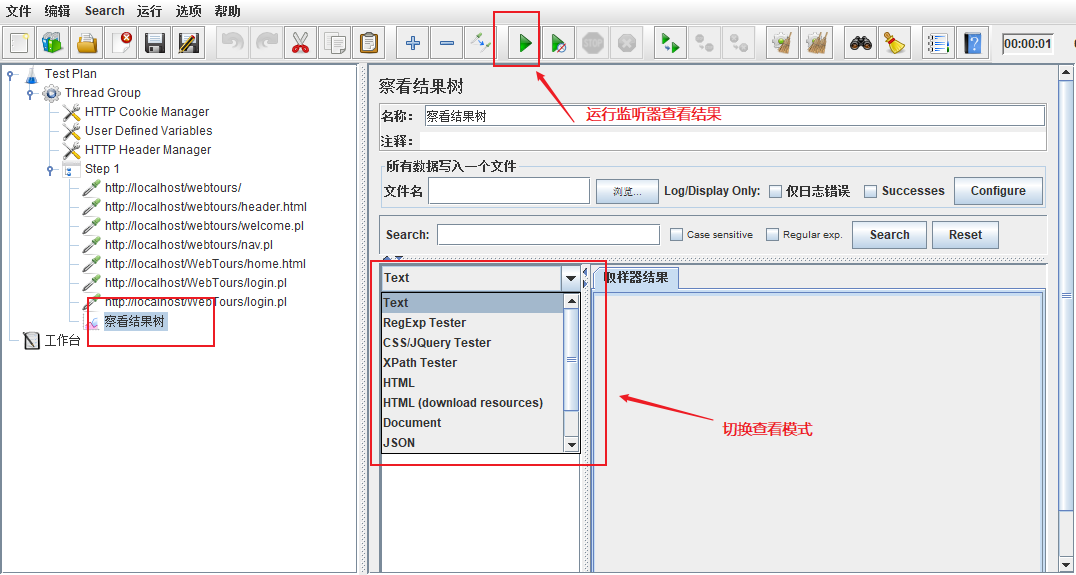 文件 编辑 Search 运行 选项 帮助
STOP
00:00:01
Test Plan
Thread Group
HTTP Cookie Manager
User Defined Variables
HTTP Header Manager
Step 1
http://localhost/webtours/
http://localhost/webtours/header.html
http://localhost/webtours/welcome.pl
http://localhost/webtours/nav.pl
http://localhost/WebTours/home.html
http://localhost/WebTours/login.pl
http://localhost/WebTours/login.pl
察看结果树
工作台
察看结果树
名称: 察看结果树
运行监听器查看结果
注释:
所有数据写入一个文件
文件名 浏览... Log/Display Only: 仅日志错误 Successes Configure
Search: Case sensitive Regular exp. Search Reset
Text
取样器结果
Text
RegExp Tester
CSS/JQuery Tester
XPath Tester
HTML
HTML (download resources)
Document
JSON
切换查看模式